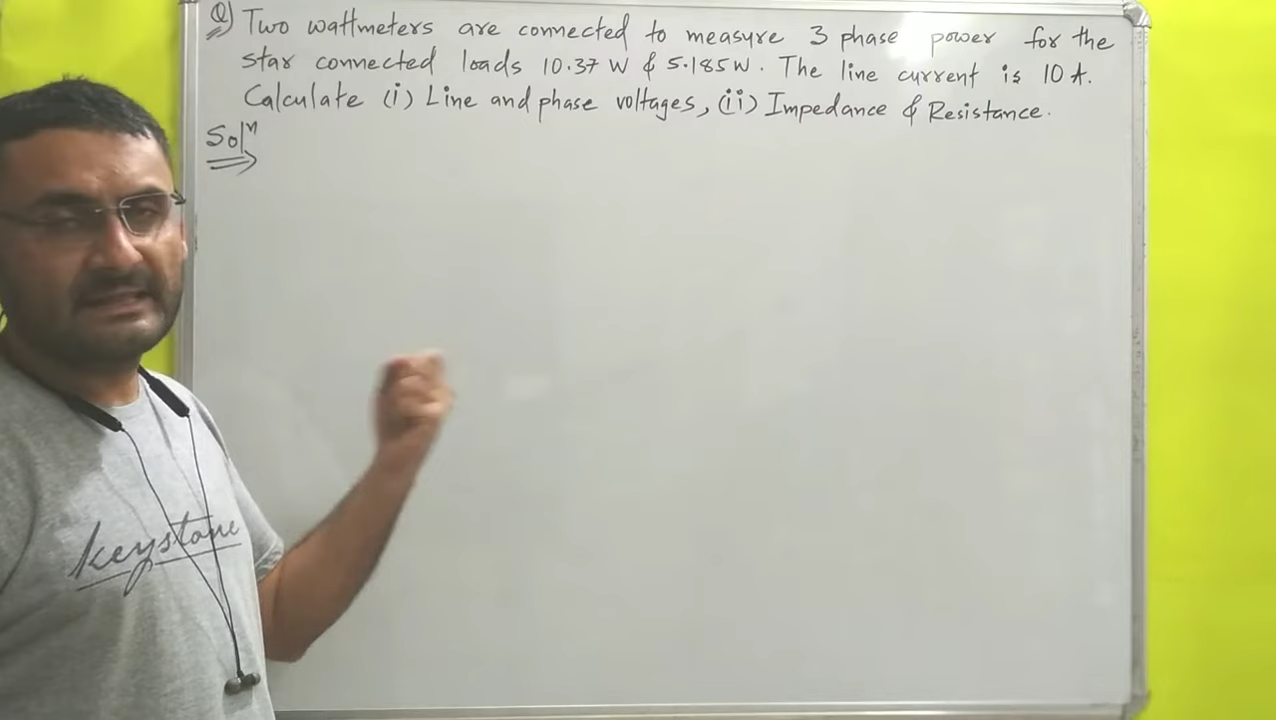 Q) Two wattmeters are connected to measure 3 phase power for the
star connected loads 10.37 W & 5.185W. The line current is 10 A.
Calculate (i) Line and phase voltages, (ii) Impedance & Resistance.
Solⁿ
keystone